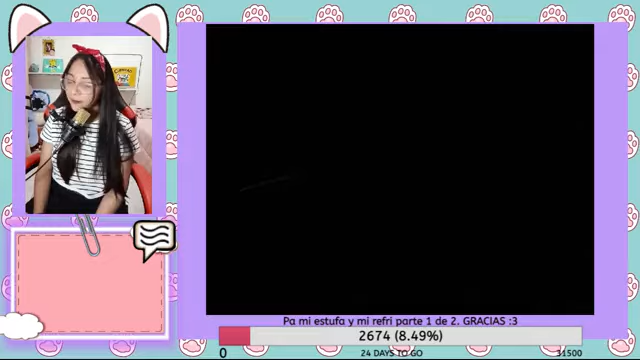 Pa mi estufa y mi refri parte 1 de 2. GRACIAS :3
2674 (8.49%)
0 24 DAYS TO GO 31500